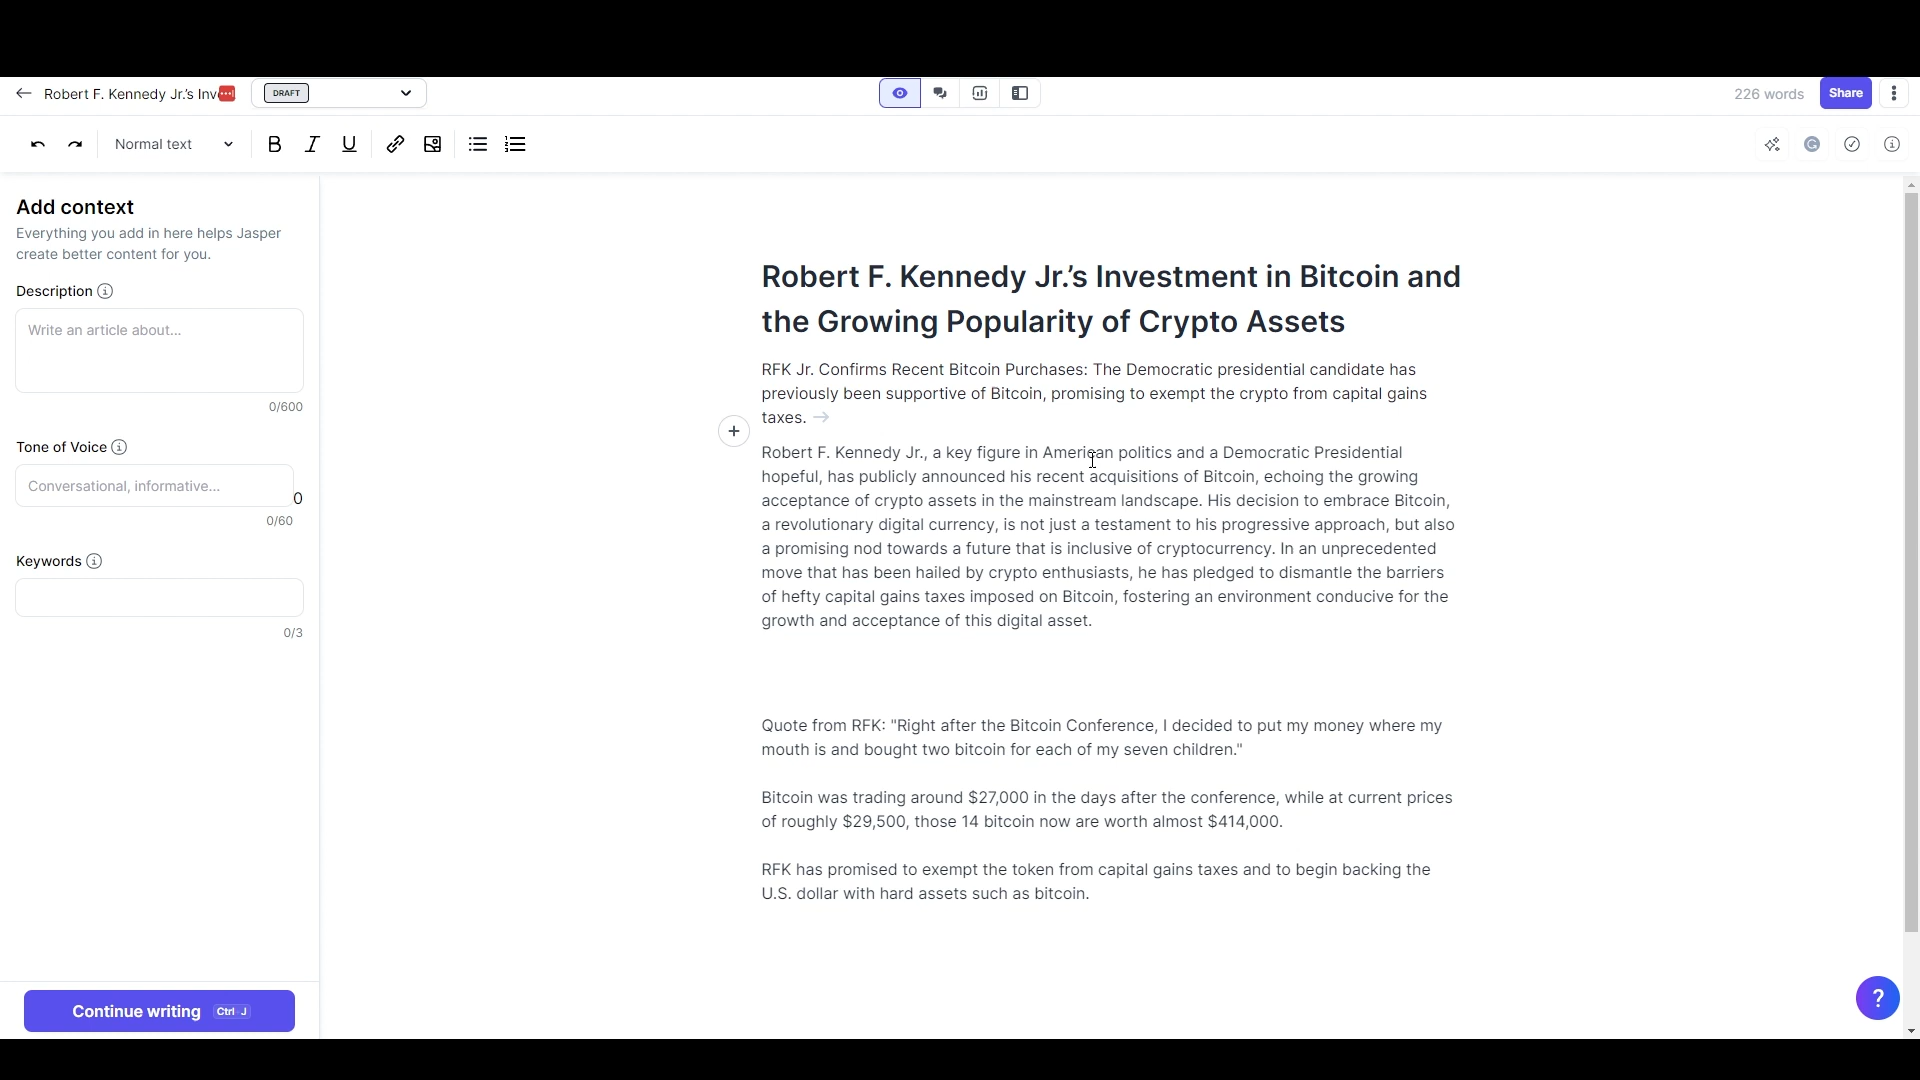 Robert F. Kennedy Jr.'s Inv
DRAFT
226 words
Share
Normal text
B I U
Add context
Everything you add in here helps Jasper
create better content for you.
Description
Write an article about...
0/600
Tone of Voice
Conversational, informative...
0
0/60
Keywords
0/3
Continue writing Ctrl J
Robert F. Kennedy Jr.'s Investment in Bitcoin and
the Growing Popularity of Crypto Assets
RFK Jr. Confirms Recent Bitcoin Purchases: The Democratic presidential candidate has
previously been supportive of Bitcoin, promising to exempt the crypto from capital gains
taxes. →
Robert F. Kennedy Jr., a key figure in American politics and a Democratic Presidential
hopeful, has publicly announced his recent acquisitions of Bitcoin, echoing the growing
acceptance of crypto assets in the mainstream landscape. His decision to embrace Bitcoin,
a revolutionary digital currency, is not just a testament to his progressive approach, but also
a promising nod towards a future that is inclusive of cryptocurrency. In an unprecedented
move that has been hailed by crypto enthusiasts, he has pledged to dismantle the barriers
of hefty capital gains taxes imposed on Bitcoin, fostering an environment conducive for the
growth and acceptance of this digital asset.
Quote from RFK: "Right after the Bitcoin Conference, I decided to put my money where my
mouth is and bought two bitcoin for each of my seven children."
Bitcoin was trading around $27,000 in the days after the conference, while at current prices
of roughly $29,500, those 14 bitcoin now are worth almost $414,000.
RFK has promised to exempt the token from capital gains taxes and to begin backing the
U.S. dollar with hard assets such as bitcoin.
?